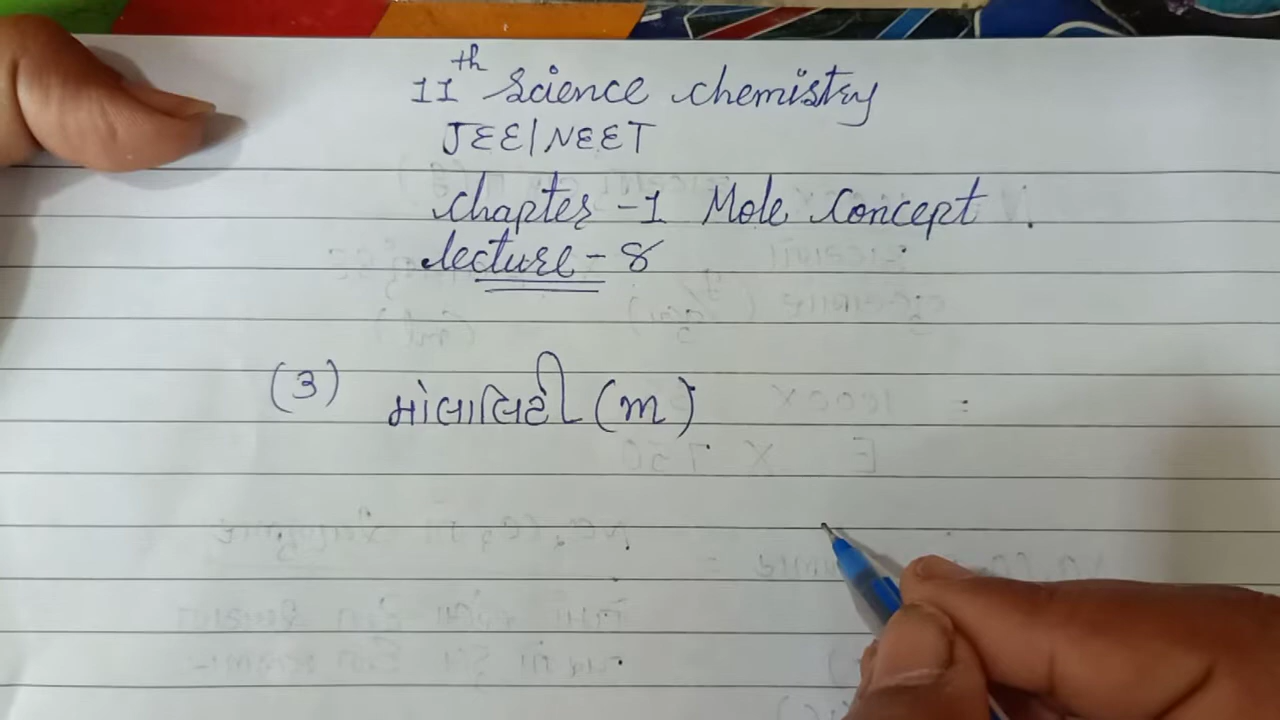 11th Science chemistry
JEE/NEET
Chapter -1 Mole Concept.
lecture - 8
(3) મોલાલિટી (m)